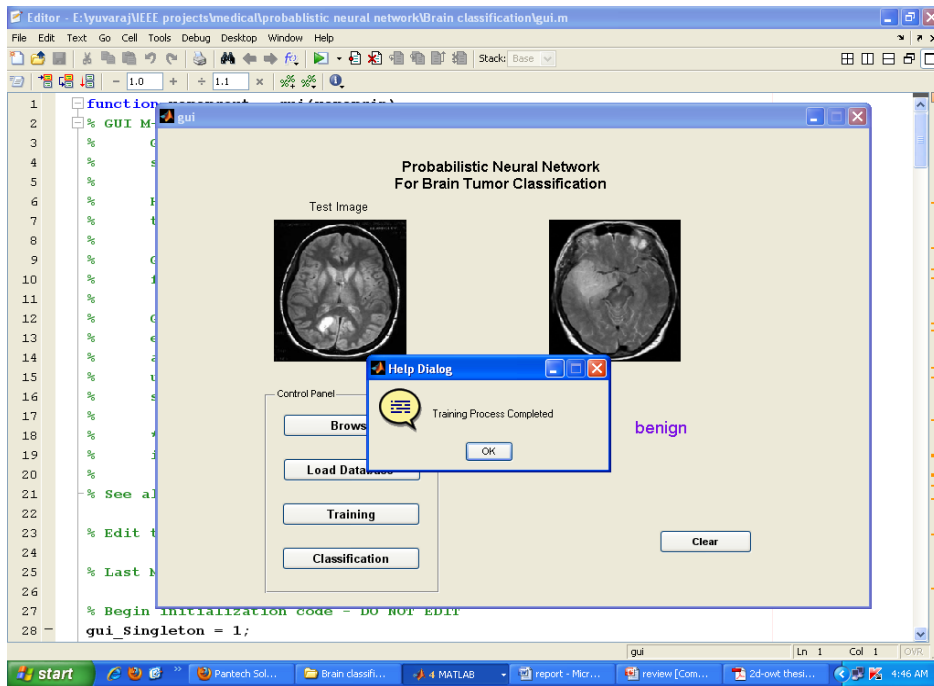 Editor - E:\yuvaraj\IEEE projects\medical\probablistic neural network\Brain classification\gui.m
File Edit Text Go Cell Tools Debug Desktop Window Help
Stack: Base
- 1.0 + ÷ 1.1 ×
1 function
2 % GUI M-
3 %
4 %
5 %
6 %
7 %
8 %
9 %
10 %
11 %
12 %
13 %
14 %
15 %
16 %
17 %
18 %
19 %
20 %
21 % See al
22
23 % Edit t
24
25 % Last M
26
27 % Begin initialization code - DO NOT EDIT
28 - gui_Singleton = 1;
gui
Probabilistic Neural Network
For Brain Tumor Classification
Test Image
Help Dialog
Training Process Completed
OK
Control Panel
Brows
Load Database
Training
Classification
benign
Clear
gui Ln 1 Col 1 OVR
start Pantech Sol... Brain classifi... 4 MATLAB report - Micr... review [Com... 2d-owt thesi... 4:46 AM